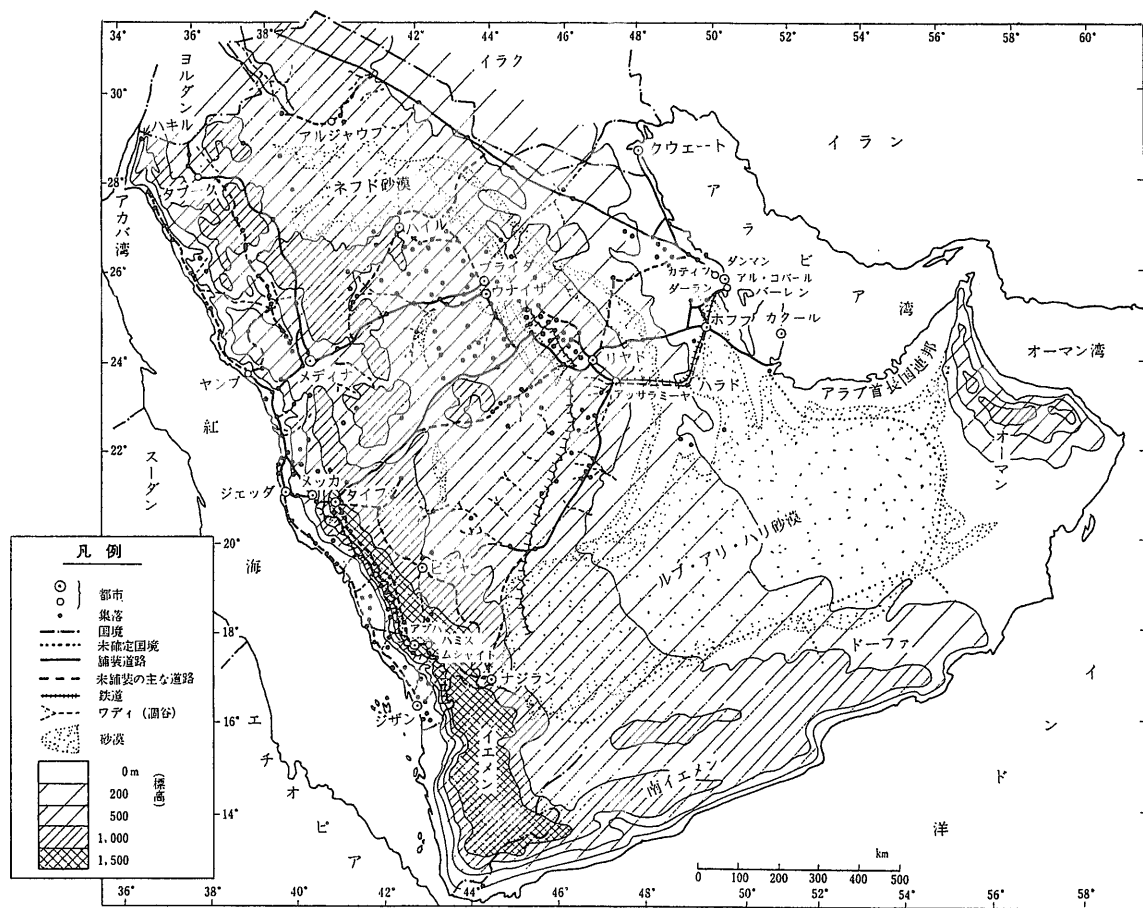 34° 36° 38° 40° 42° 44° 46° 48° 50° 52° 54° 56° 58° 60°
30°
28°
26°
24°
22°
20°
18°
16°
14°
36° 38° 40° 42° 44° 46° 48° 50° 52° 54° 56° 58°
ヨルダン
イラク
イラン
ハキル
アルジャウフ
クウェート
タブーク
ネフド砂漠
アカバ湾
ハイル
ブライダ
ウナイザ
アラビア湾
ダンマン
カティフ
アル・コバール
ダーラン
バーレン
ホフフ
カタール
オーマン湾
リヤド
メディナ
ヤンブ
アッサラミーヤ
ハラド
アラブ首長国連邦
オーマン
紅海
スーダン
メッカ
ジェッダ
タイフ
ルブ・アリ・ハリ砂漠
ビシャ
ハミス
ムシャイト
ナジラン
ドーファ
ジザン
イエメン
南イエメン
エチオピア
インド洋
凡例
都市
集落
国境
未確定国境
舗装道路
未舗装の主な道路
鉄道
ワディ(涸谷)
砂漠
0m
200
500
1,000
1,500
(標高)
km
0 100 200 300 400 500